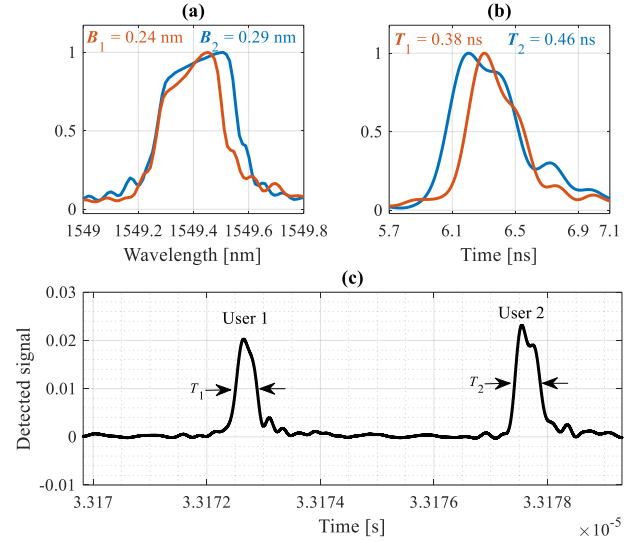 (a)
B1 = 0.24 nm B2 = 0.29 nm
1
0.5
0
1549 1549.2 1549.4 1549.6 1549.8
Wavelength [nm]
(b)
T1 = 0.38 ns T2 = 0.46 ns
1
0.5
0
5.7 6.1 6.5 6.9 7.1
Time [ns]
(c)
0.03
0.02
0.01
0
-0.01
Detected signal
User 1
User 2
T1
T2
3.317 3.3172 3.3174 3.3176 3.3178
Time [s]
×10-5